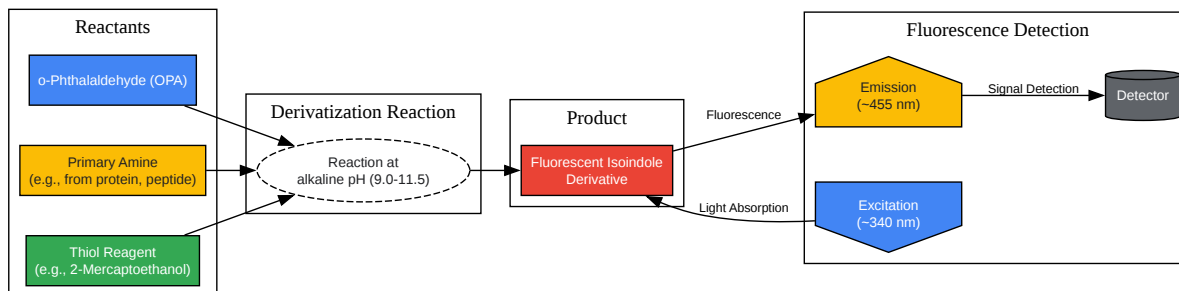 Reactants
o-Phthalaldehyde (OPA)
Primary Amine
(e.g., from protein, peptide)
Thiol Reagent
(e.g., 2-Mercaptoethanol)
Derivatization Reaction
Reaction at
alkaline pH (9.0-11.5)
Product
Fluorescent Isoindole
Derivative
Fluorescence
Light Absorption
Fluorescence Detection
Emission
(~455 nm)
Signal Detection
Detector
Excitation
(~340 nm)